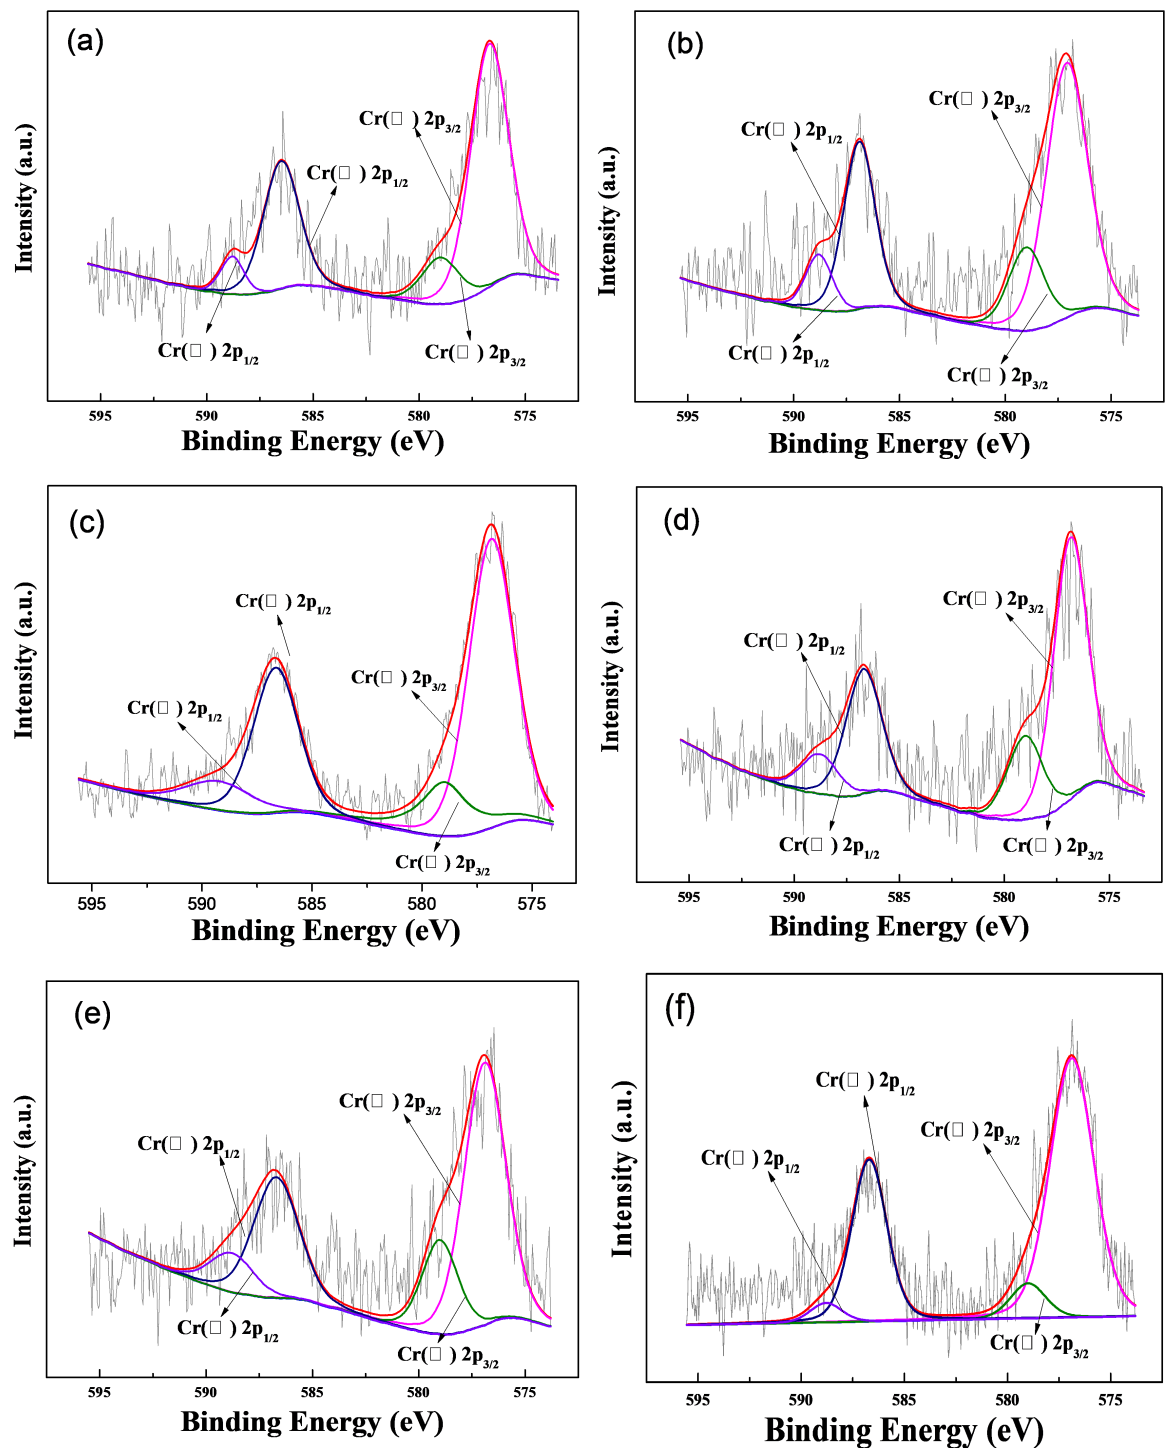 (a)
Intensity (a.u.)
Cr(□ ) 2p3/2
Cr(□ ) 2p1/2
Cr(□ ) 2p1/2
Cr(□ ) 2p3/2
595 590 585 580 575
Binding Energy (eV)
(b)
Intensity (a.u.)
Cr(□ ) 2p3/2
Cr(□ ) 2p1/2
Cr(□ ) 2p1/2
Cr(□ ) 2p3/2
595 590 585 580 575
Binding Energy (eV)
(c)
Intensity (a.u.)
Cr(□ ) 2p1/2
Cr(□ ) 2p3/2
Cr(□ ) 2p1/2
Cr(□ ) 2p3/2
595 590 585 580 575
Binding Energy (eV)
(d)
Intensity (a.u.)
Cr(□ ) 2p3/2
Cr(□ ) 2p1/2
Cr(□ ) 2p1/2
Cr(□ ) 2p3/2
595 590 585 580 575
Binding Energy (eV)
(e)
Intensity (a.u.)
Cr(□ ) 2p3/2
Cr(□ ) 2p1/2
Cr(□ ) 2p1/2
Cr(□ ) 2p3/2
595 590 585 580 575
Binding Energy (eV)
(f)
Intensity (a.u.)
Cr(□ ) 2p1/2
Cr(□ ) 2p3/2
Cr(□ ) 2p1/2
Cr(□ ) 2p3/2
595 590 585 580 575
Binding Energy (eV)